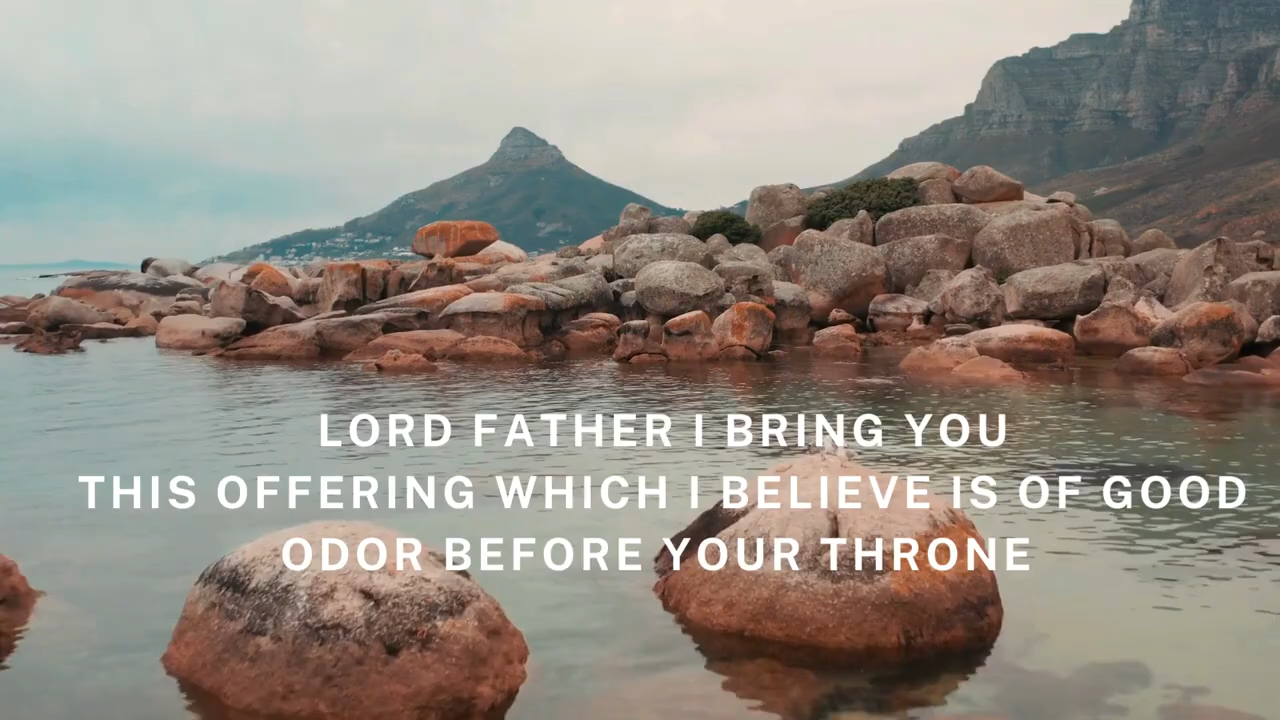 LORD FATHER I BRING YOU
THIS OFFERING WHICH I BELIEVE IS OF GOOD
ODOR BEFORE YOUR THRONE